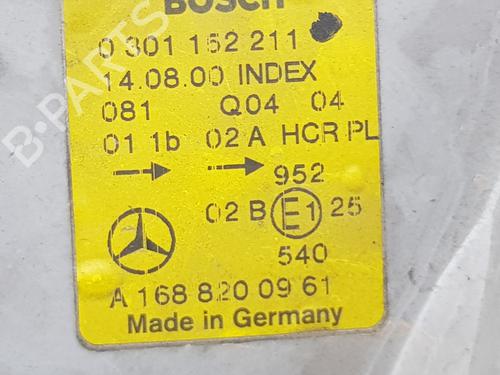 BOSCH
0 301 152 211
14.08.00 INDEX
081 Q04 04
01 1b 02A HCR PL
952
02 B E1 25
540
A 168 820 09 61
Made in Germany
B-PARTS